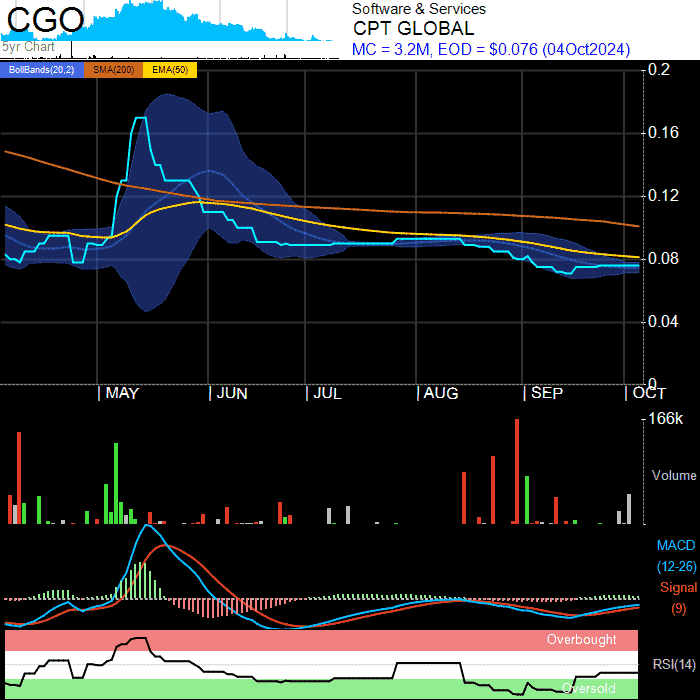 CGO
5yr Chart
Software & Services
CPT GLOBAL
MC = 3.2M, EOD = $0.076 (04Oct2024)
BollBands(20,2) SMA(200) EMA(50)
0.2
0.16
0.12
0.08
0.04
0
MAY JUN JUL AUG SEP OCT
166k
Volume
MACD
(12-26)
Signal
(9)
Overbought
RSI(14)
Oversold